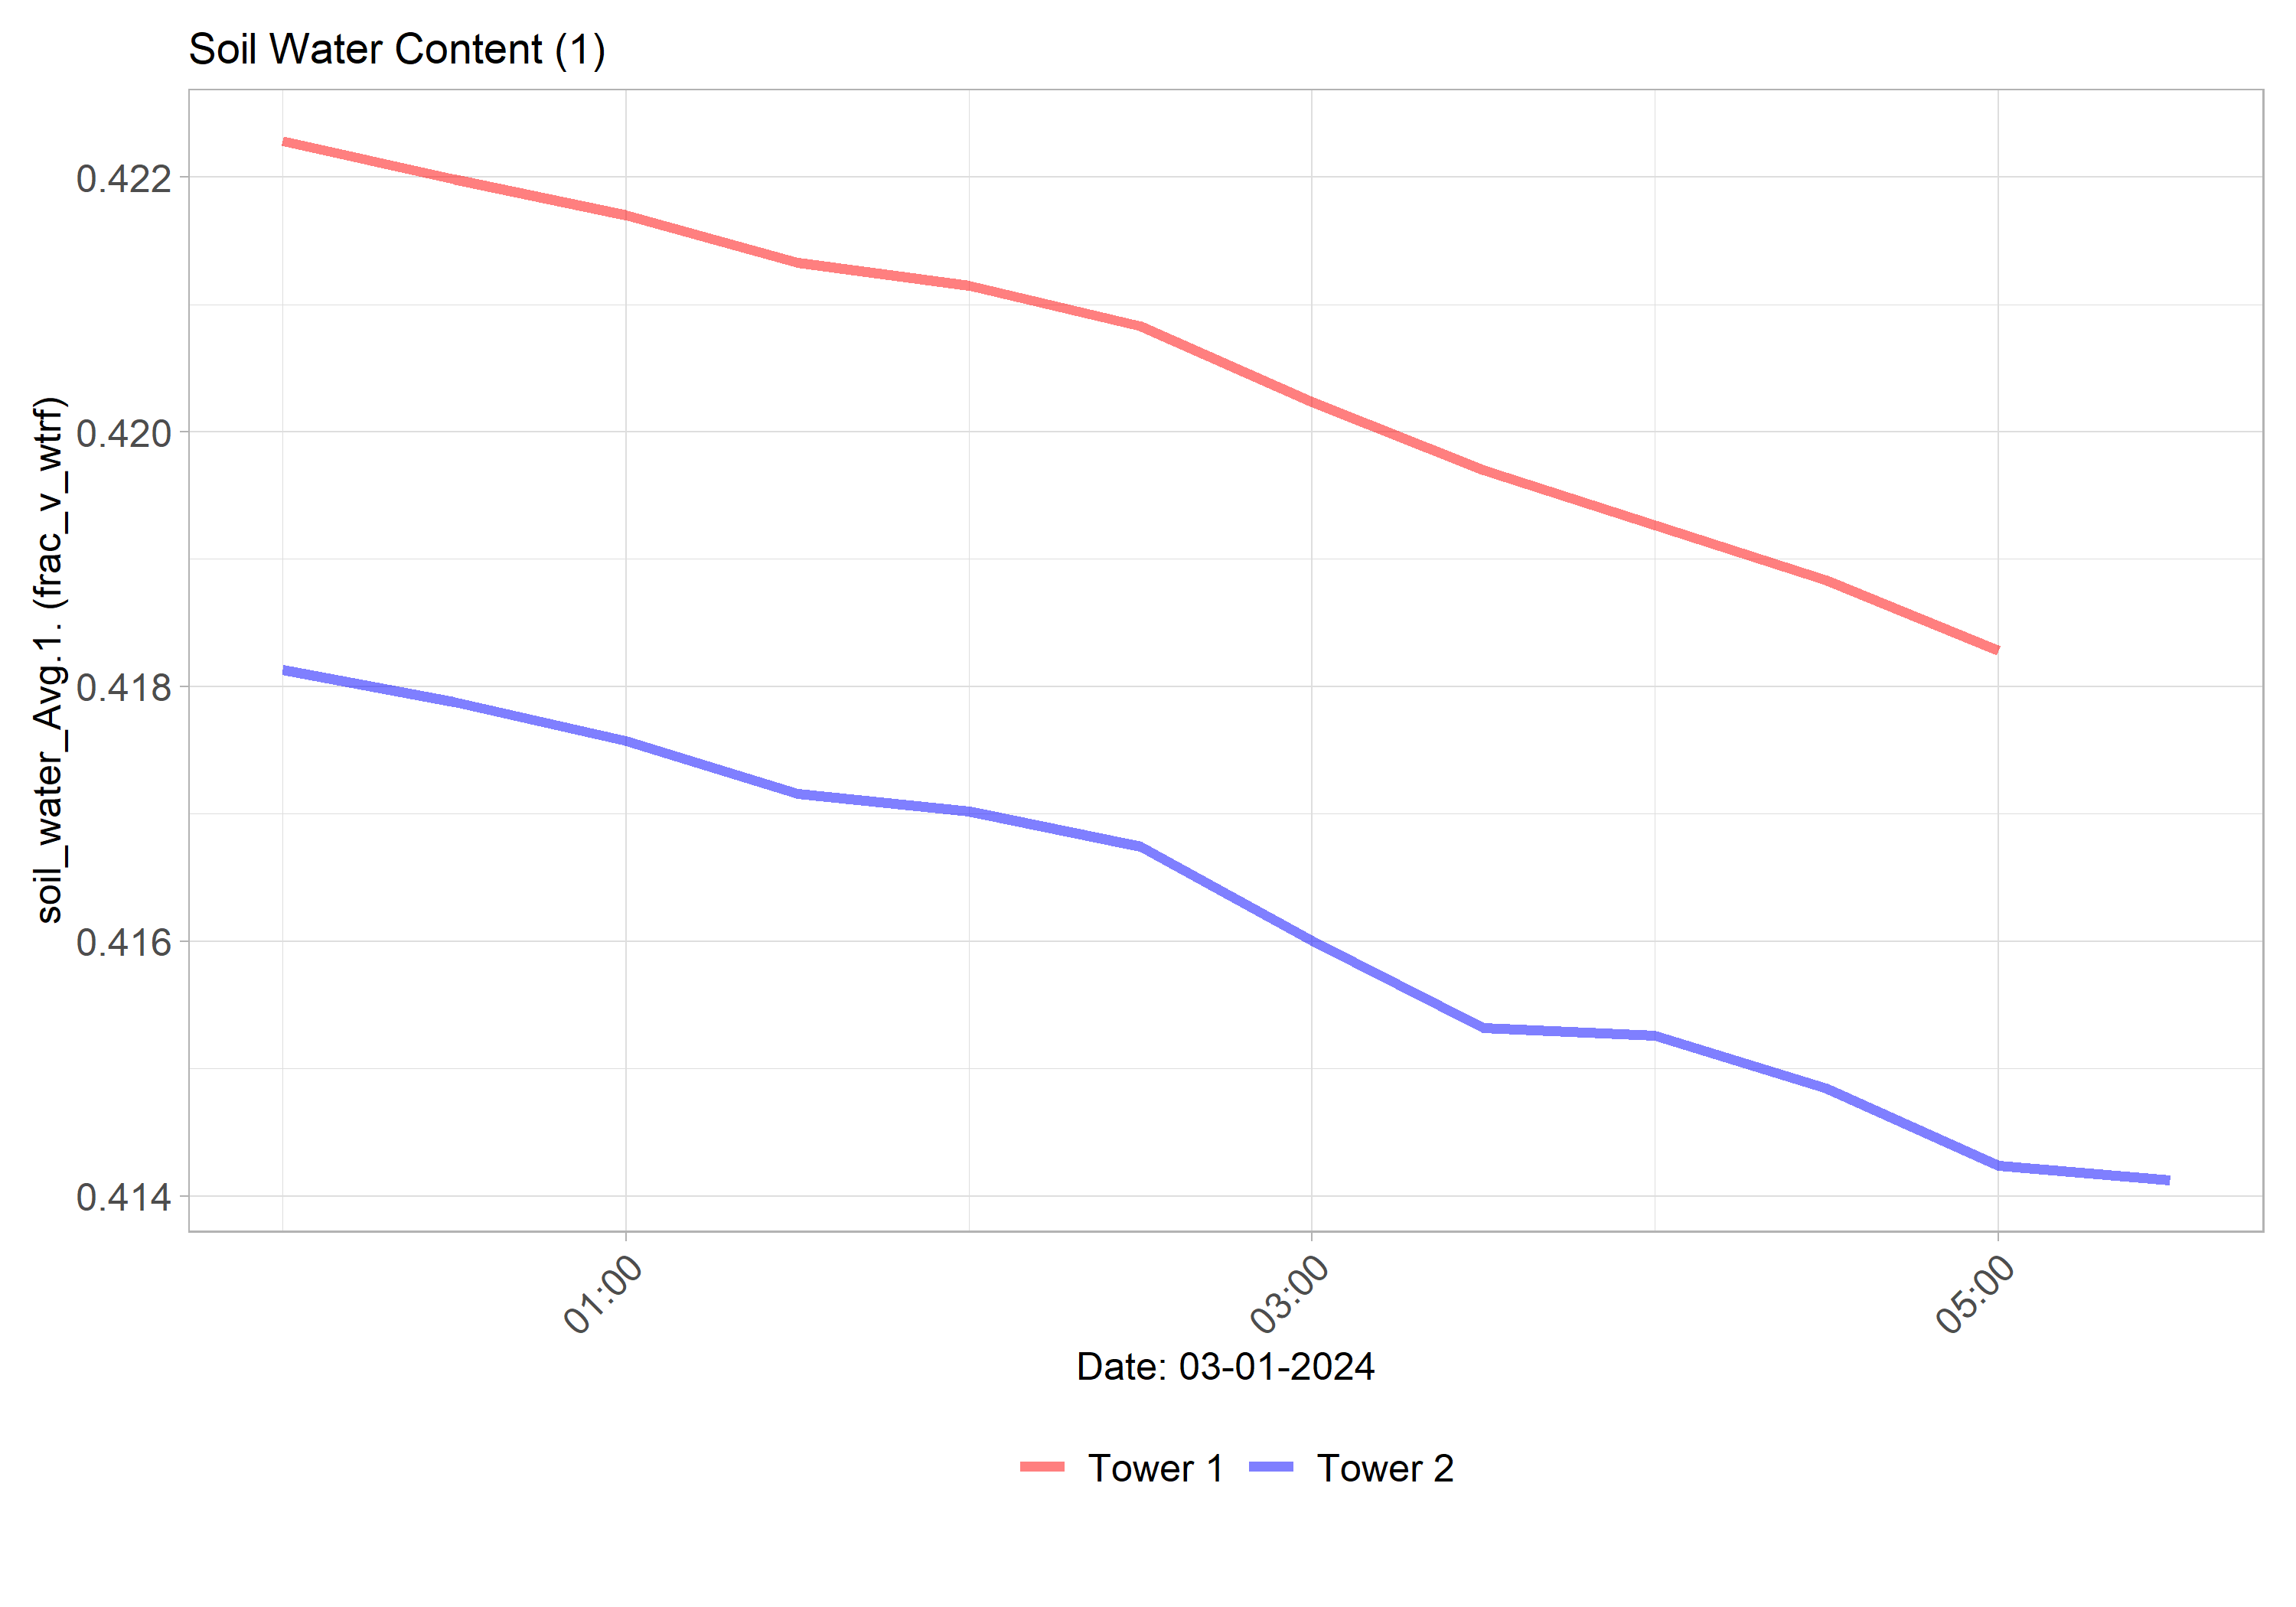 Soil Water Content (1)
soil_water_Avg.1. (frac_v_wtrf)
0.422
0.420
0.418
0.416
0.414
01:00
03:00
05:00
Date: 03-01-2024
Tower 1
Tower 2